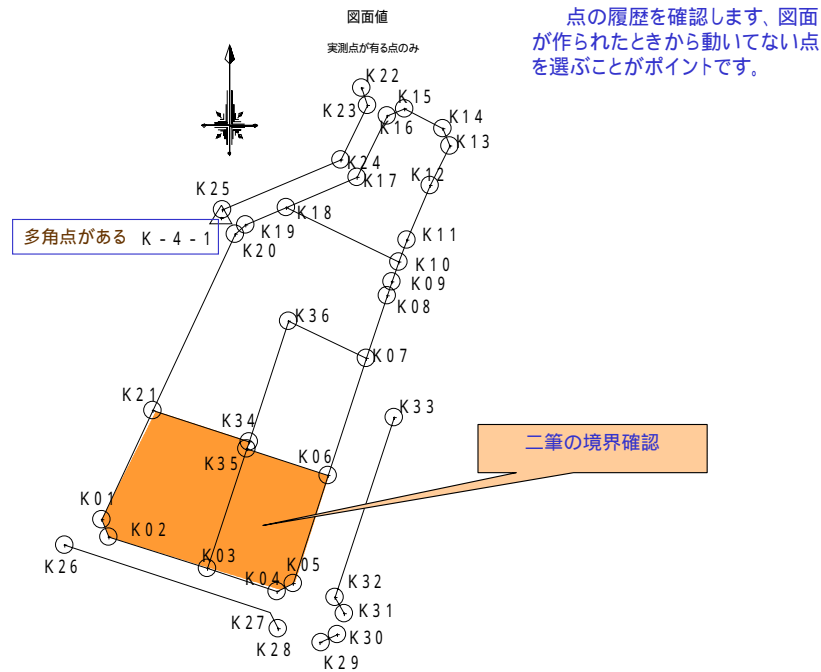 図面値
実測点が有る点のみ
点の履歴を確認します、図面
が作られたときから動いてない点
を選ぶことがポイントです。
K22
K15
K23
K16
K14
K13
K24
K12
K17
K25
K18
多角点がある K-4-1
K19
K20
K11
K10
K09
K08
K36
K07
K21
K33
K34
二筆の境界確認
K35
K06
K01
K02
K03
K26
K04
K05
K32
K31
K27
K28
K30
K29